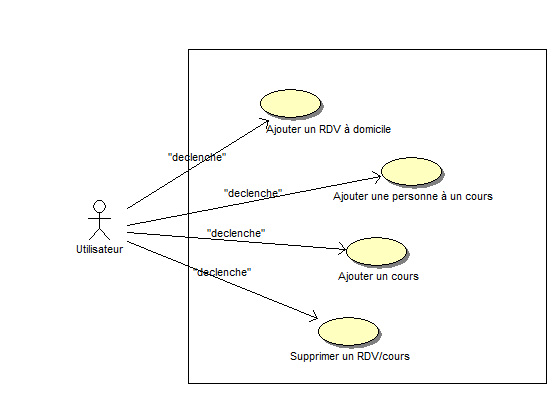 Ajouter un RDV à domicile
"declenche"
Ajouter une personne à un cours
"declenche"
Utilisateur
"declenche"
Ajouter un cours
"declenche"
Supprimer un RDV/cours